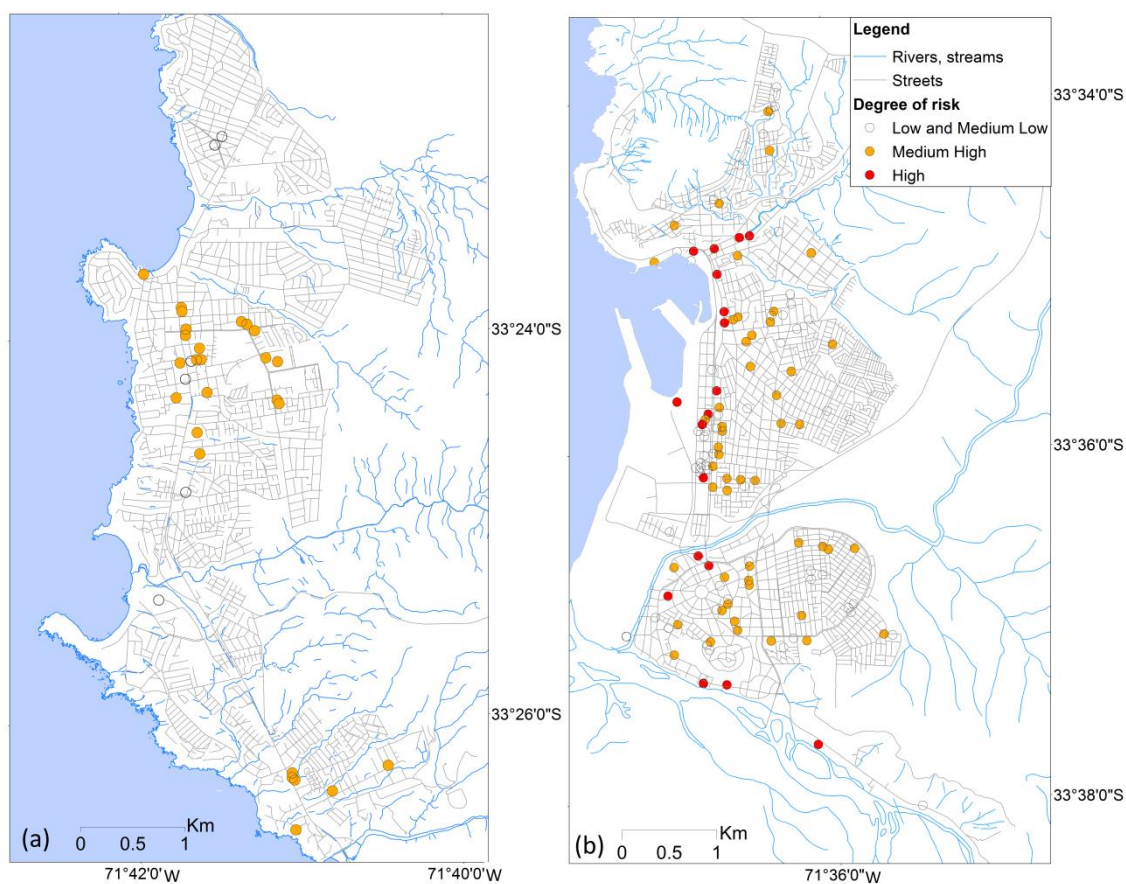 Legend
Rivers, streams
Streets
Degree of risk
Low and Medium Low
Medium High
High
33°34'0"S
33°24'0"S
33°36'0"S
33°26'0"S
33°38'0"S
(a)
Km
0 0.5 1
(b)
Km
0 0.5 1
71°42'0"W
71°40'0"W
71°36'0"W